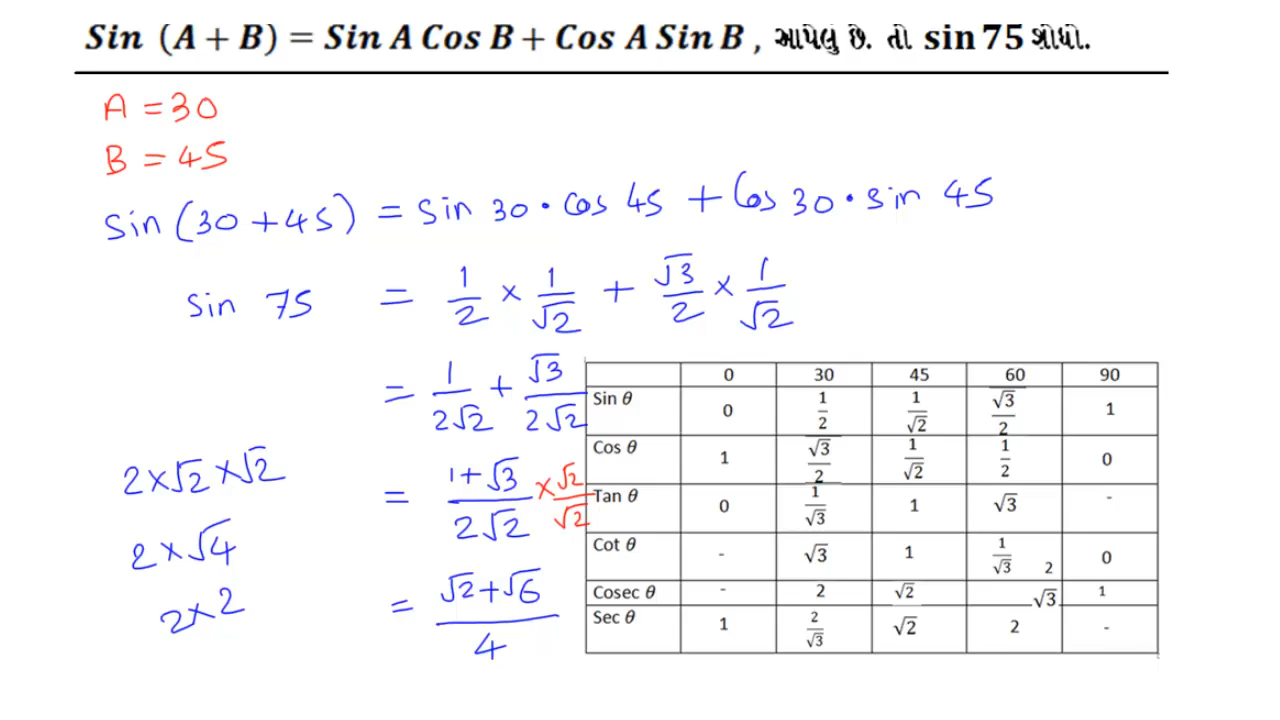 Sin (A + B) = Sin A Cos B + Cos A Sin B , આપેલુ છે. તો sin 75 શોધો.
A = 30
B = 45
Sin (30 + 45) = Sin 30 · Cos 45 + Cos 30 · Sin 45
Sin 75 = 1/2 × 1/√2 + √3/2 × 1/√2
= 1/2√2 + √3/2√2
= 1+√3/2√2 × √2/√2
= √2+√6/4
2×√2×√2
2×√4
2×2
0 30 45 60 90
Sin θ 0 1/2 1/√2 √3/2 1
Cos θ 1 √3/2 1/√2 1/2 0
Tan θ 0 1/√3 1 √3 -
Cot θ - √3 1 1/√3 0
Cosec θ - 2 √2 2/√3 1
Sec θ 1 2/√3 √2 2 -